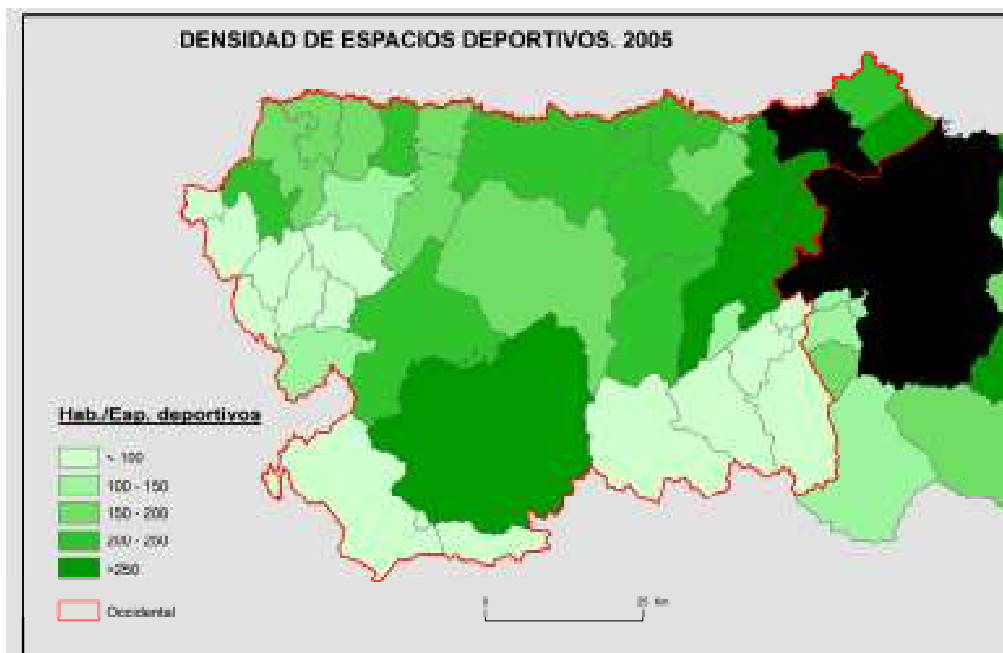 DENSIDAD DE ESPACIOS DEPORTIVOS. 2005
Hab./Esp. deportivos
< 100
100 - 150
150 - 200
200 - 250
>250
Occidental
0 25 Km